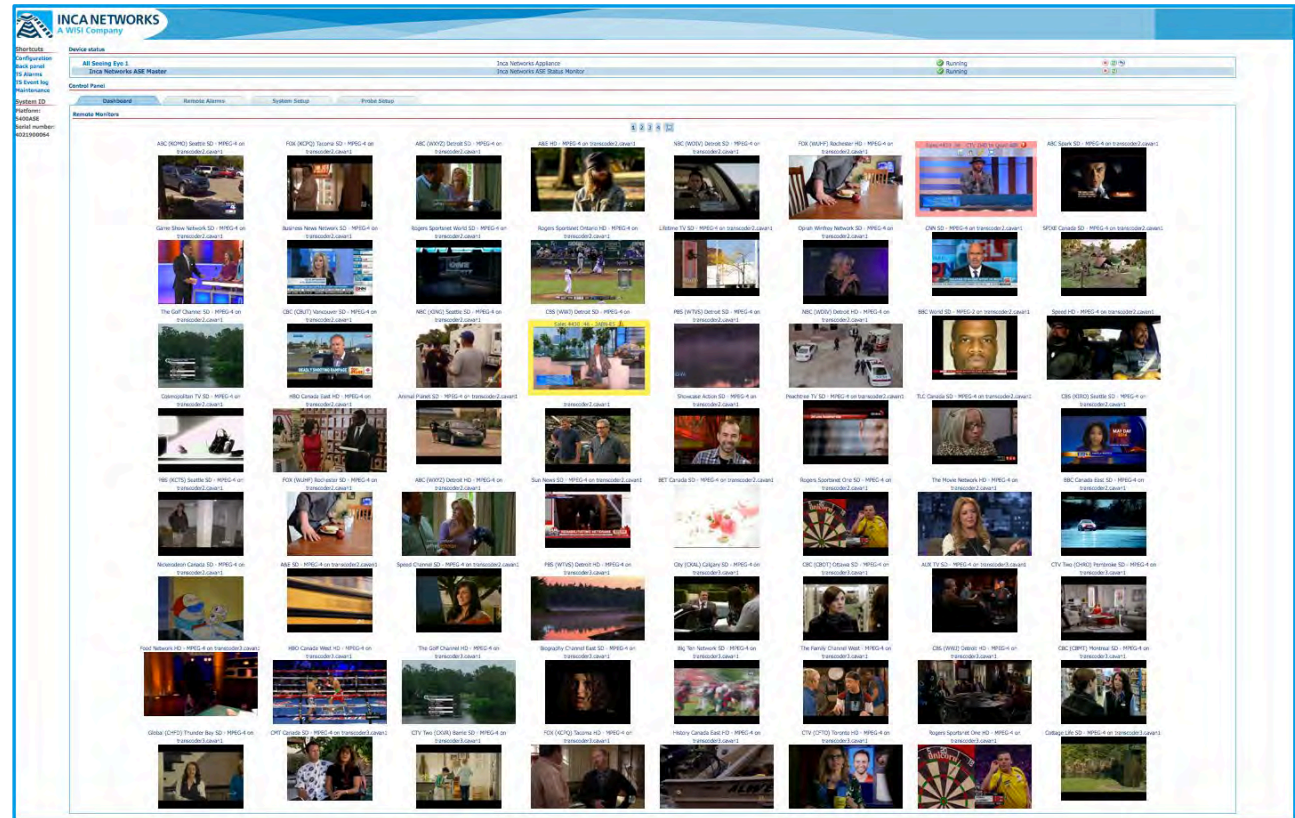 INCA NETWORKS
A WISI Company
Shortcuts
Configuration
Back panel
TS Alarms
TS Event log
Maintenance
System ID
Platform:
5400ASE
Serial number:
4021900064
Device status
All Seeing Eye 1 Inca Networks Appliance Running
Inca Networks ASE Master Inca Networks ASE Status Monitor Running
Control Panel
Dashboard Remote Alarms System Setup Probe Setup
Remote Monitors
1 2 3 4
ABC (KOMO) Seattle SD - MPEG-4 on
transcoder2.cavar1
FOX (KCPQ) Tacoma SD - MPEG-4 on
transcoder2.cavar1
ABC (WXYZ) Detroit SD - MPEG-4 on
transcoder2.cavar1
A&E HD - MPEG-4 on transcoder2.cavar1
NBC (WDIV) Detroit SD - MPEG-4 on
transcoder2.cavar1
FOX (WUHF) Rochester HD - MPEG-4 on
transcoder2.cavar1
ABC Spark SD - MPEG-4 on transcoder2.cavar1
Game Show Network SD - MPEG-4 on
transcoder2.cavar1
Business News Network SD - MPEG-4 on
transcoder2.cavar1
Rogers Sportsnet World SD - MPEG-4 on
transcoder2.cavar1
Rogers Sportsnet Ontario HD - MPEG-4 on
transcoder2.cavar1
Lifetime TV SD - MPEG-4 on transcoder2.cavar1
Oprah Winfrey Network SD - MPEG-4 on
transcoder2.cavar1
CNN SD - MPEG-4 on transcoder2.cavar1
SPIKE Canada SD - MPEG-4 on transcoder2.cavar1
The Golf Channel SD - MPEG-4 on
transcoder2.cavar1
CBC (CBUT) Vancouver SD - MPEG-4 on
transcoder2.cavar1
DEADLY SHOOTING RAMPAGE
NBC (KING) Seattle SD - MPEG-4 on
transcoder2.cavar1
CBS (WWJ) Detroit SD - MPEG-4 on
PBS (WTVS) Detroit SD - MPEG-4 on
transcoder2.cavar1
NBC (WDIV) Detroit HD - MPEG-4 on
transcoder2.cavar1
BBC World SD - MPEG-2 on transcoder2.cavar1
Speed HD - MPEG-4 on transcoder2.cavar1
Cosmopolitan TV SD - MPEG-4 on
transcoder2.cavar1
HBO Canada East HD - MPEG-4 on
transcoder2.cavar1
Animal Planet SD - MPEG-4 on transcoder2.cavar1
transcoder2.cavar1
Showcase Action SD - MPEG-4 on
transcoder2.cavar1
Peachtree TV SD - MPEG-4 on transcoder2.cavar1
TLC Canada SD - MPEG-4 on transcoder2.cavar1
CBS (KIRO) Seattle SD - MPEG-4 on
transcoder2.cavar1
MAY DAY
PBS (KCTS) Seattle SD - MPEG-4 on
transcoder2.cavar1
FOX (WUHF) Rochester SD - MPEG-4 on
transcoder2.cavar1
ABC (WXYZ) Detroit HD - MPEG-4 on
transcoder2.cavar1
Sun News SD - MPEG-4 on transcoder2.cavar1
BET Canada SD - MPEG-4 on transcoder2.cavar1
Rogers Sportsnet One SD - MPEG-4 on
transcoder2.cavar1
Unicorn
The Movie Network HD - MPEG-4 on
transcoder2.cavar1
BBC Canada East SD - MPEG-4 on
transcoder2.cavar1
Nickelodeon Canada SD - MPEG-4 on
transcoder2.cavar1
A&E SD - MPEG-4 on transcoder2.cavar1
Speed Channel SD - MPEG-4 on transcoder2.cavar1
PBS (WTVS) Detroit HD - MPEG-4 on
transcoder3.cavar1
City (CKAL) Calgary SD - MPEG-4 on
transcoder3.cavar1
CBC (CBOT) Ottawa SD - MPEG-4 on
transcoder3.cavar1
AUX TV SD - MPEG-4 on transcoder3.cavar1
CTV Two (CHRO) Pembroke SD - MPEG-4 on
transcoder3.cavar1
Food Network HD - MPEG-4 on transcoder3.cavar1
HBO Canada West HD - MPEG-4 on
transcoder3.cavar1
The Golf Channel HD - MPEG-4 on
transcoder3.cavar1
Biography Channel East SD - MPEG-4 on
transcoder3.cavar1
Big Ten Network SD - MPEG-4 on
transcoder3.cavar1
The Family Channel West - MPEG-4 on
transcoder3.cavar1
CBS (WWJ) Detroit HD - MPEG-4 on
transcoder3.cavar1
CBC (CBMT) Montreal SD - MPEG-4 on
transcoder3.cavar1
Global (CHFD) Thunder Bay SD - MPEG-4 on
transcoder3.cavar1
CMT Canada SD - MPEG-4 on transcoder3.cavar1
CTV Two (CKVR) Barrie SD - MPEG-4 on
transcoder3.cavar1
FOX (KCPQ) Tacoma HD - MPEG-4 on
transcoder3.cavar1
History Canada East HD - MPEG-4 on
transcoder3.cavar1
CTV (CFTO) Toronto HD - MPEG-4 on
transcoder3.cavar1
Rogers Sportsnet One HD - MPEG-4 on
transcoder3.cavar1
Unicorn
Cottage Life SD - MPEG-4 on transcoder3.cavar1